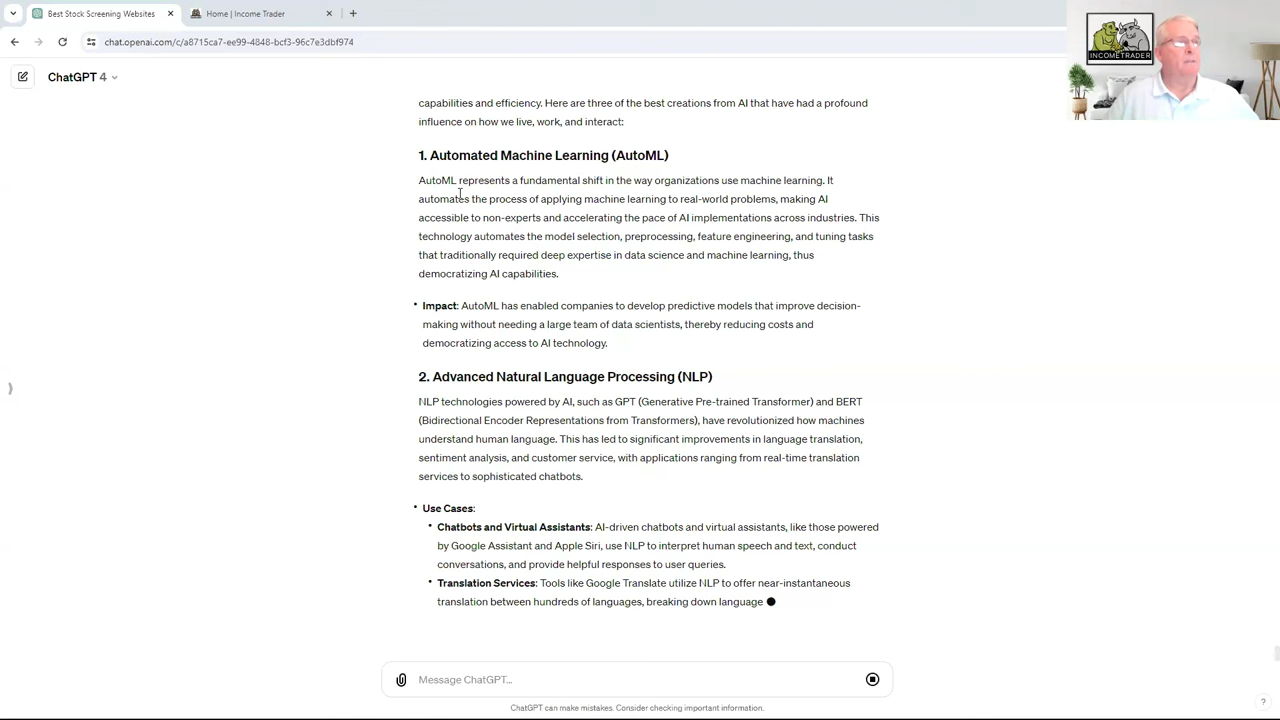 Best Stock Screening Websites
Home | Income Trader
chat.openai.com/c/a8715ca7-ee99-4848-bcf3-96c7e3dbf974
INCOMETRADER
ChatGPT 4
capabilities and efficiency. Here are three of the best creations from AI that have had a profound
influence on how we live, work, and interact:
1. Automated Machine Learning (AutoML)
AutoML represents a fundamental shift in the way organizations use machine learning. It
automates the process of applying machine learning to real-world problems, making AI
accessible to non-experts and accelerating the pace of AI implementations across industries. This
technology automates the model selection, preprocessing, feature engineering, and tuning tasks
that traditionally required deep expertise in data science and machine learning, thus
democratizing AI capabilities.
• Impact: AutoML has enabled companies to develop predictive models that improve decision-
making without needing a large team of data scientists, thereby reducing costs and
democratizing access to AI technology.
2. Advanced Natural Language Processing (NLP)
NLP technologies powered by AI, such as GPT (Generative Pre-trained Transformer) and BERT
(Bidirectional Encoder Representations from Transformers), have revolutionized how machines
understand human language. This has led to significant improvements in language translation,
sentiment analysis, and customer service, with applications ranging from real-time translation
services to sophisticated chatbots.
• Use Cases:
• Chatbots and Virtual Assistants: AI-driven chatbots and virtual assistants, like those powered
by Google Assistant and Apple Siri, use NLP to interpret human speech and text, conduct
conversations, and provide helpful responses to user queries.
• Translation Services: Tools like Google Translate utilize NLP to offer near-instantaneous
translation between hundreds of languages, breaking down language
Message ChatGPT...
ChatGPT can make mistakes. Consider checking important information.
?